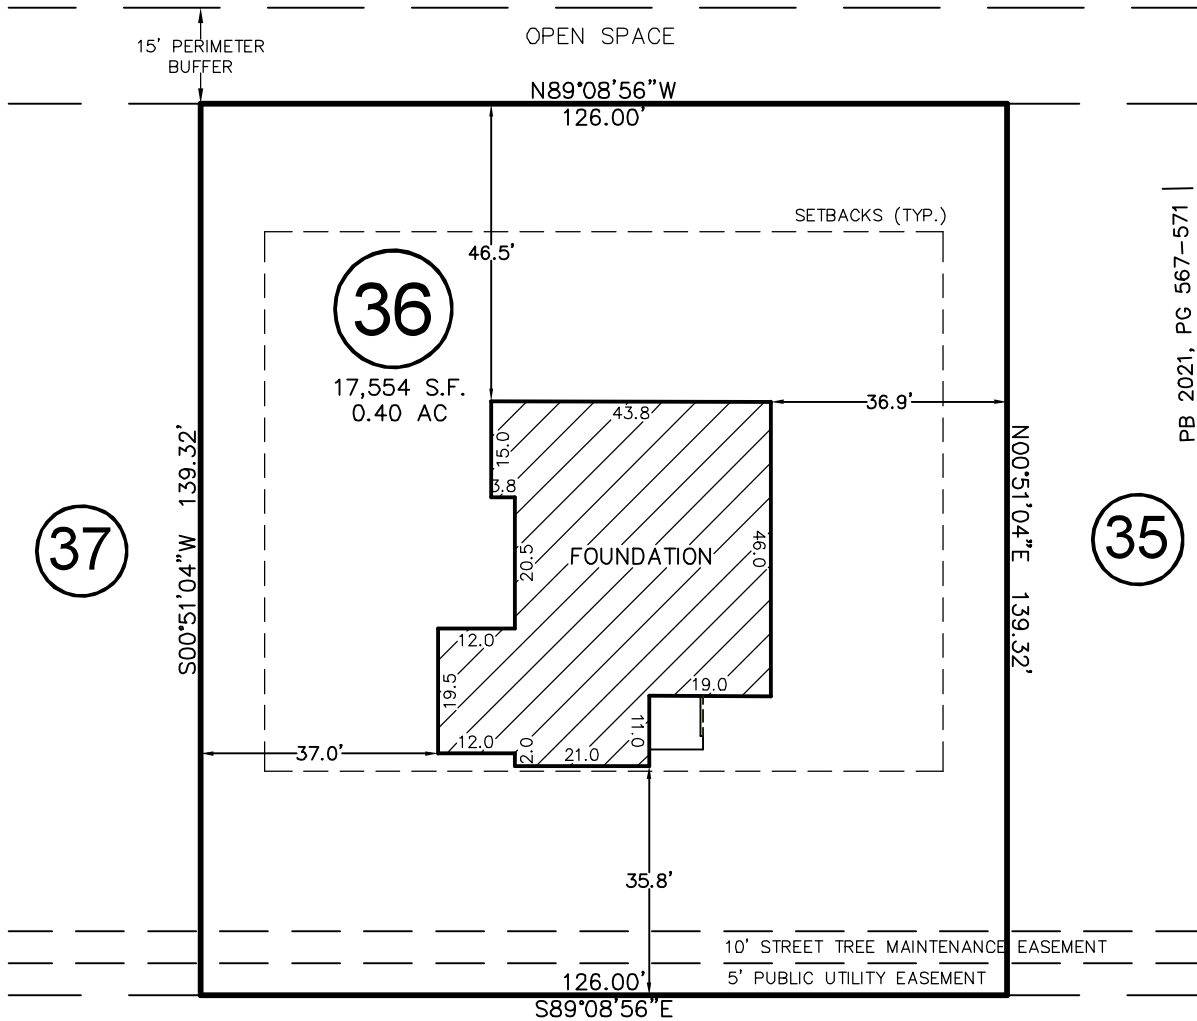 OPEN SPACE
15' PERIMETER
BUFFER
N89°08'56"W
126.00'
SETBACKS (TYP.)
46.5'
36
17,554 S.F.
0.40 AC
PB 2021, PG 567-571
36.9'
43.8
15.0
3.8
S00°51'04"W 139.32'
N00°51'04"E 139.32'
37
35
FOUNDATION
20.5
46.0
12.0
19.5
19.0
11.0
12.0
2.0
21.0
37.0'
35.8'
10' STREET TREE MAINTENANCE EASEMENT
5' PUBLIC UTILITY EASEMENT
126.00'
S89°08'56"E